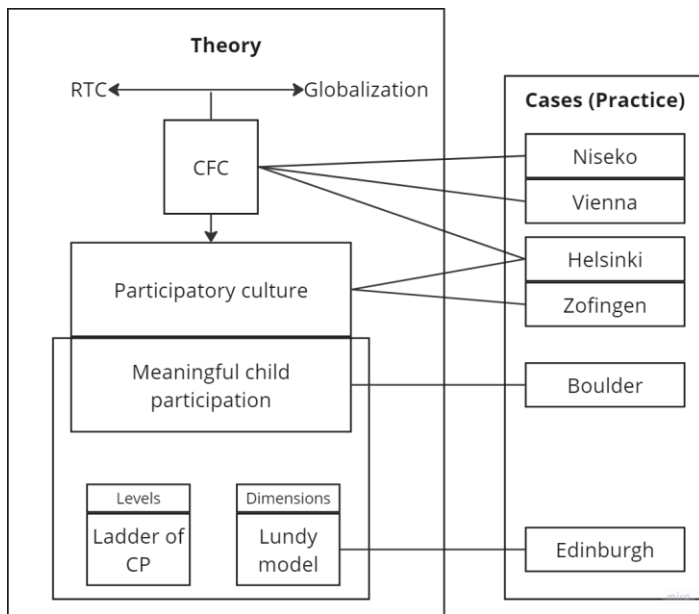 Theory
RTC
Globalization
CFC
Participatory culture
Meaningful child
participation
Levels
Ladder of
CP
Dimensions
Lundy
model
Cases (Practice)
Niseko
Vienna
Helsinki
Zofingen
Boulder
Edinburgh
miro